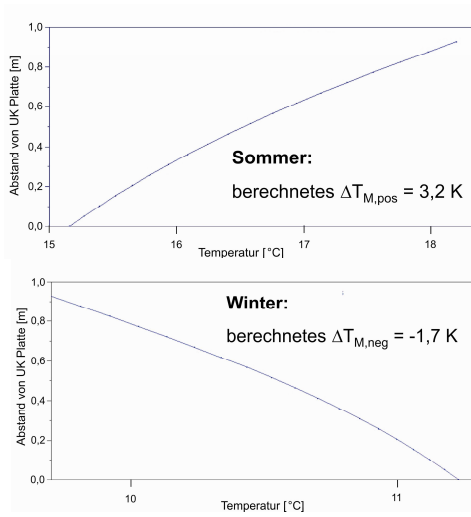 1,0
0,8
0,6
0,4
0,2
0,0
Abstand von UK Platte [m]
Sommer:
berechnetes ΔT_M,pos = 3,2 K
15 16 17 18
Temperatur [°C]
1,0
0,8
0,6
0,4
0,2
0,0
Abstand von UK Platte [m]
Winter:
berechnetes ΔT_M,neg = -1,7 K
10 11
Temperatur [°C]